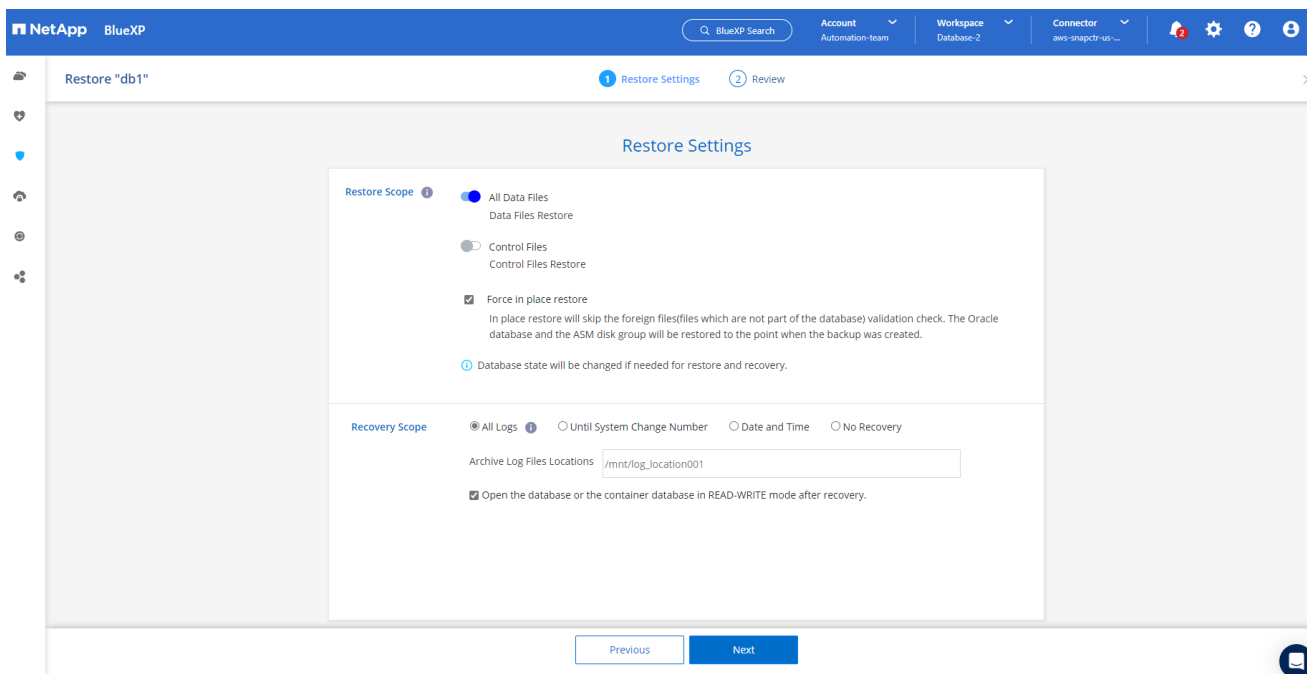 NetApp BlueXP
BlueXP Search
Account
Automation-team
Workspace
Database-2
Connector
aws-snapctr-us-...
2
Restore "db1"
1 Restore Settings
2 Review
Restore Settings
Restore Scope
All Data Files
Data Files Restore
Control Files
Control Files Restore
Force in place restore
In place restore will skip the foreign files(files which are not part of the database) validation check. The Oracle
database and the ASM disk group will be restored to the point when the backup was created.
Database state will be changed if needed for restore and recovery.
Recovery Scope
All Logs Until System Change Number Date and Time No Recovery
Archive Log Files Locations /mnt/log_location001
Open the database or the container database in READ-WRITE mode after recovery.
Previous
Next